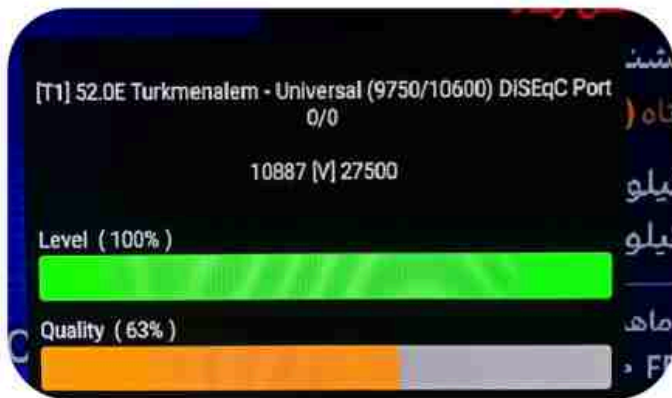 [T1] 52.0E Turkmenalem - Universal (9750/10600) DiSEqC Port
0/0
10887 [V] 27500
Level ( 100% )
Quality ( 63% )